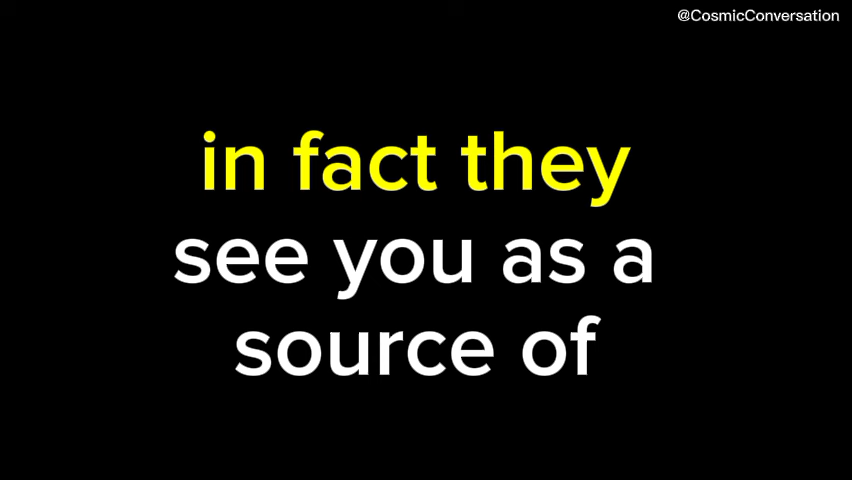 @CosmicConversation
in fact they
see you as a
source of